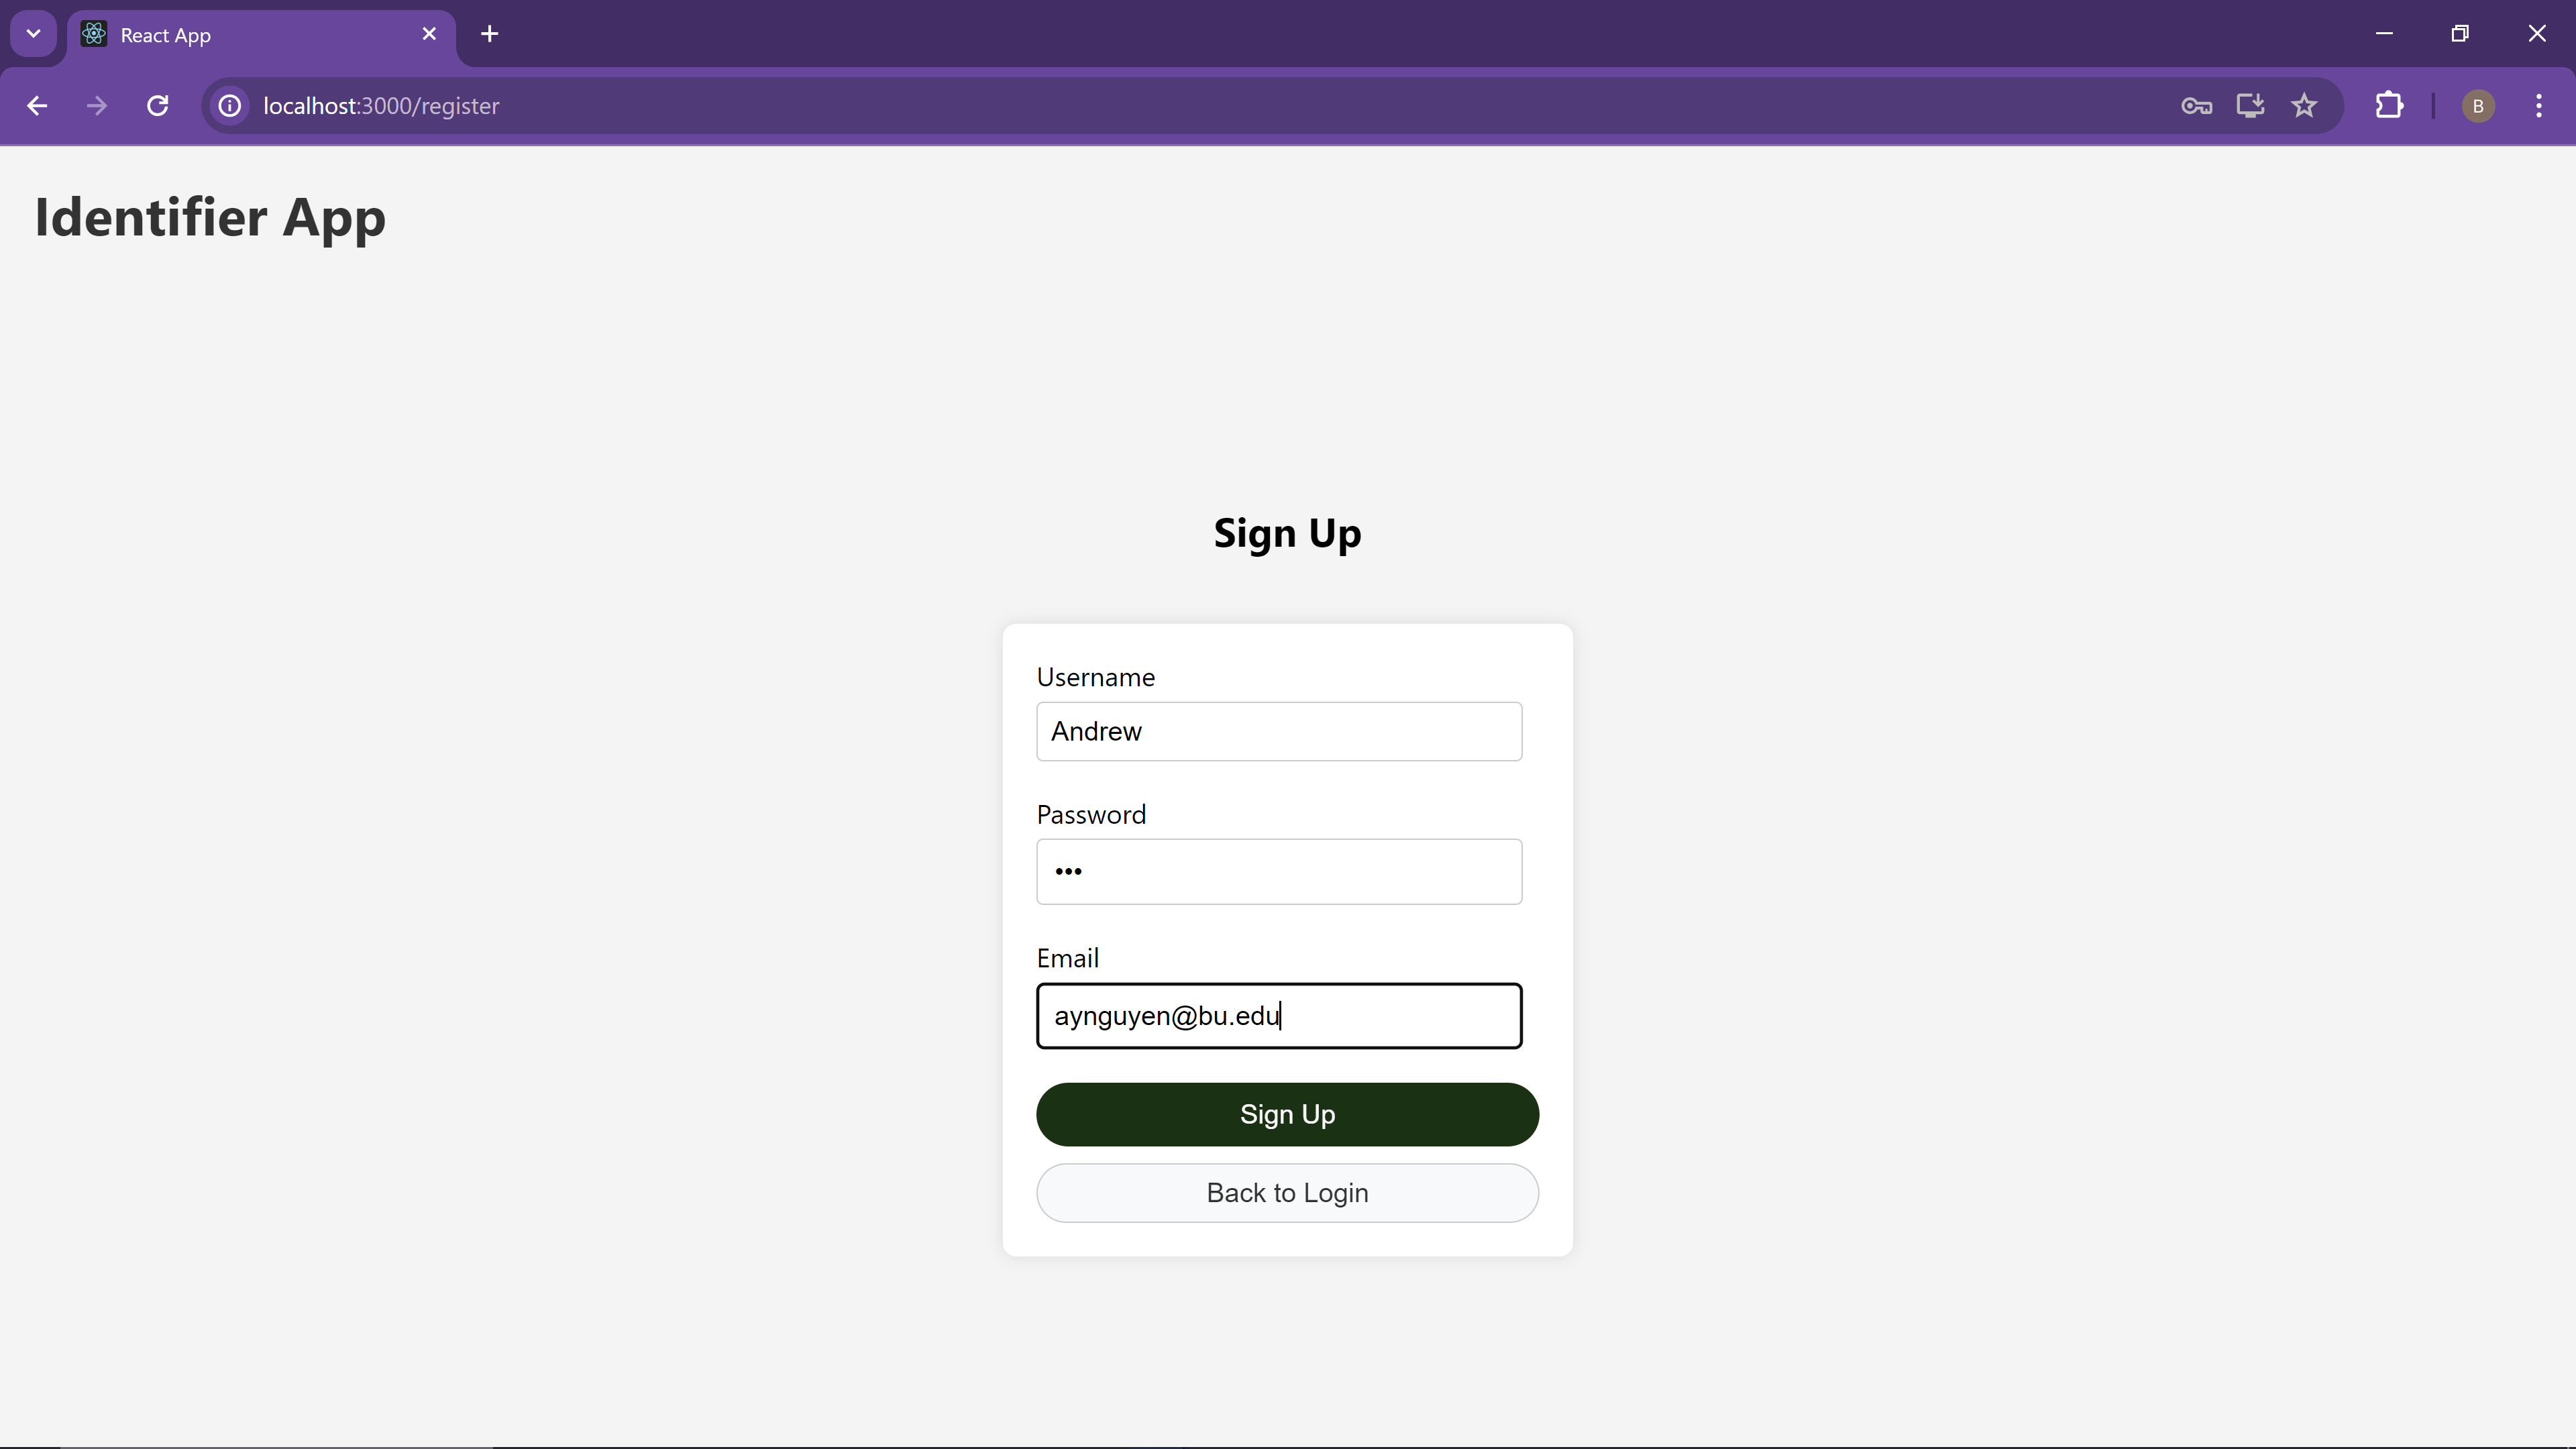 React App
localhost:3000/register
B
Identifier App
Sign Up
Username
Andrew
Password
•••
Email
aynguyen@bu.edu
Sign Up
Back to Login